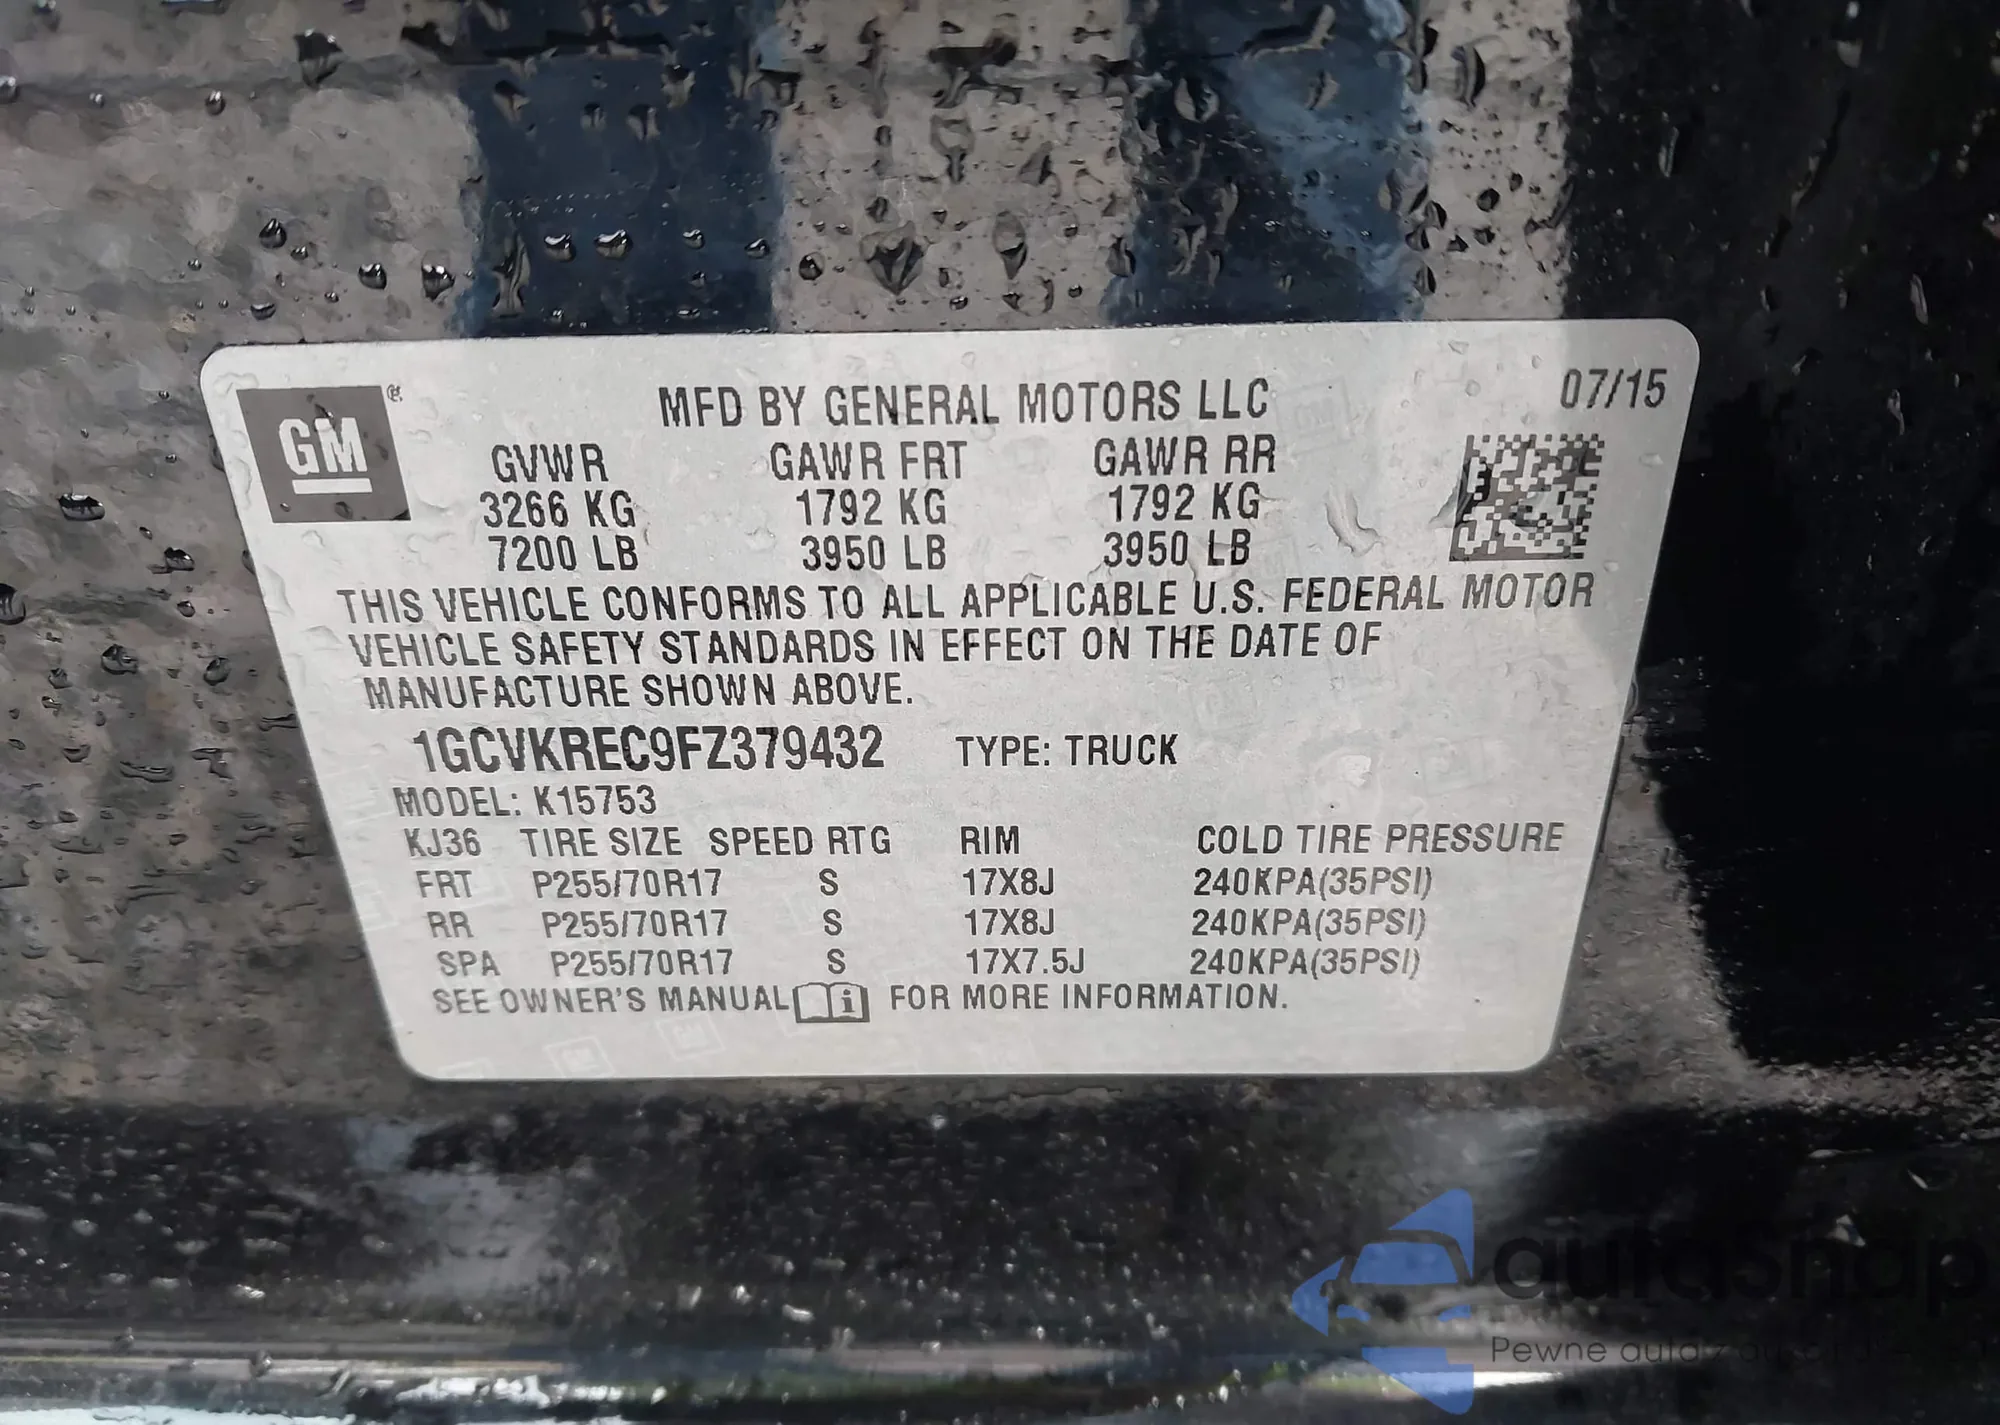 GM
MFD BY GENERAL MOTORS LLC
07/15
GVWR GAWR FRT GAWR RR
3266 KG 1792 KG 1792 KG
7200 LB 3950 LB 3950 LB
THIS VEHICLE CONFORMS TO ALL APPLICABLE U.S. FEDERAL MOTOR
VEHICLE SAFETY STANDARDS IN EFFECT ON THE DATE OF
MANUFACTURE SHOWN ABOVE.
1GCVKREC9FZ379432 TYPE: TRUCK
MODEL: K15753
KJ36 TIRE SIZE SPEED RTG RIM COLD TIRE PRESSURE
FRT P255/70R17 S 17X8J 240KPA(35PSI)
RR P255/70R17 S 17X8J 240KPA(35PSI)
SPA P255/70R17 S 17X7.5J 240KPA(35PSI)
SEE OWNER'S MANUAL FOR MORE INFORMATION.
autasnap
Pewne auta z